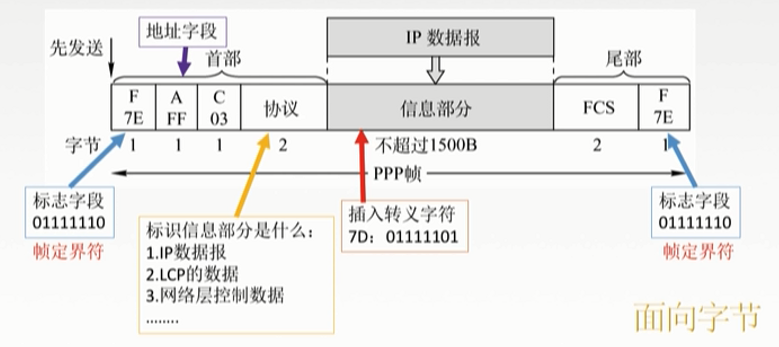 地址字段
IP 数据报
先发送
首部
尾部
F
7E
A
FF
C
03
协议
信息部分
FCS
F
7E
字节
1
1
1
2
不超过1500B
2
1
PPP帧
标志字段
01111110
帧定界符
标识信息部分是什么：
1.IP数据报
2.LCP的数据
3.网络层控制数据
........
插入转义字符
7D：01111101
标志字段
01111110
帧定界符
面向字节